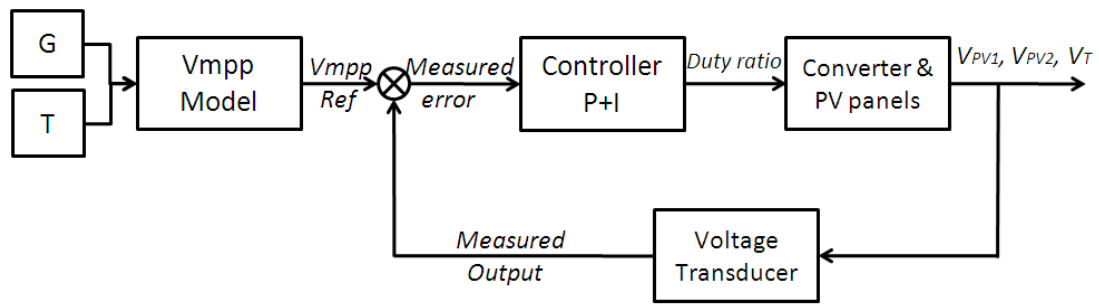 G
T
Vmpp
Model
Vmpp
Ref
Measured
error
Controller
P+I
Duty ratio
Converter &
PV panels
VPV1, VPV2, VT
Voltage
Transducer
Measured
Output